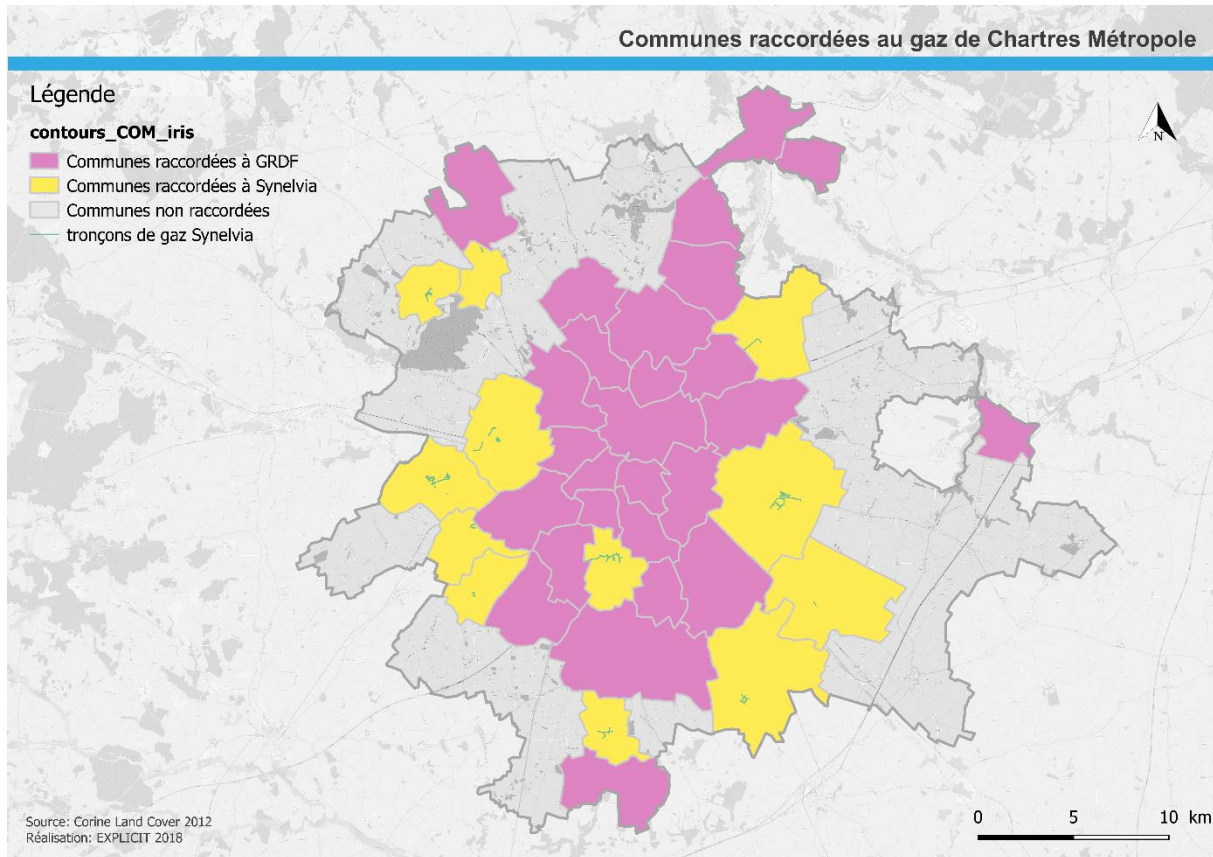 Communes raccordées au gaz de Chartres Métropole
Légende
contours_COM_iris
Communes raccordées à GRDF
Communes raccordées à Synelvia
Communes non raccordées
tronçons de gaz Synelvia
N
Source: Corine Land Cover 2012
Réalisation: EXPLICIT 2018
0 5 10 km